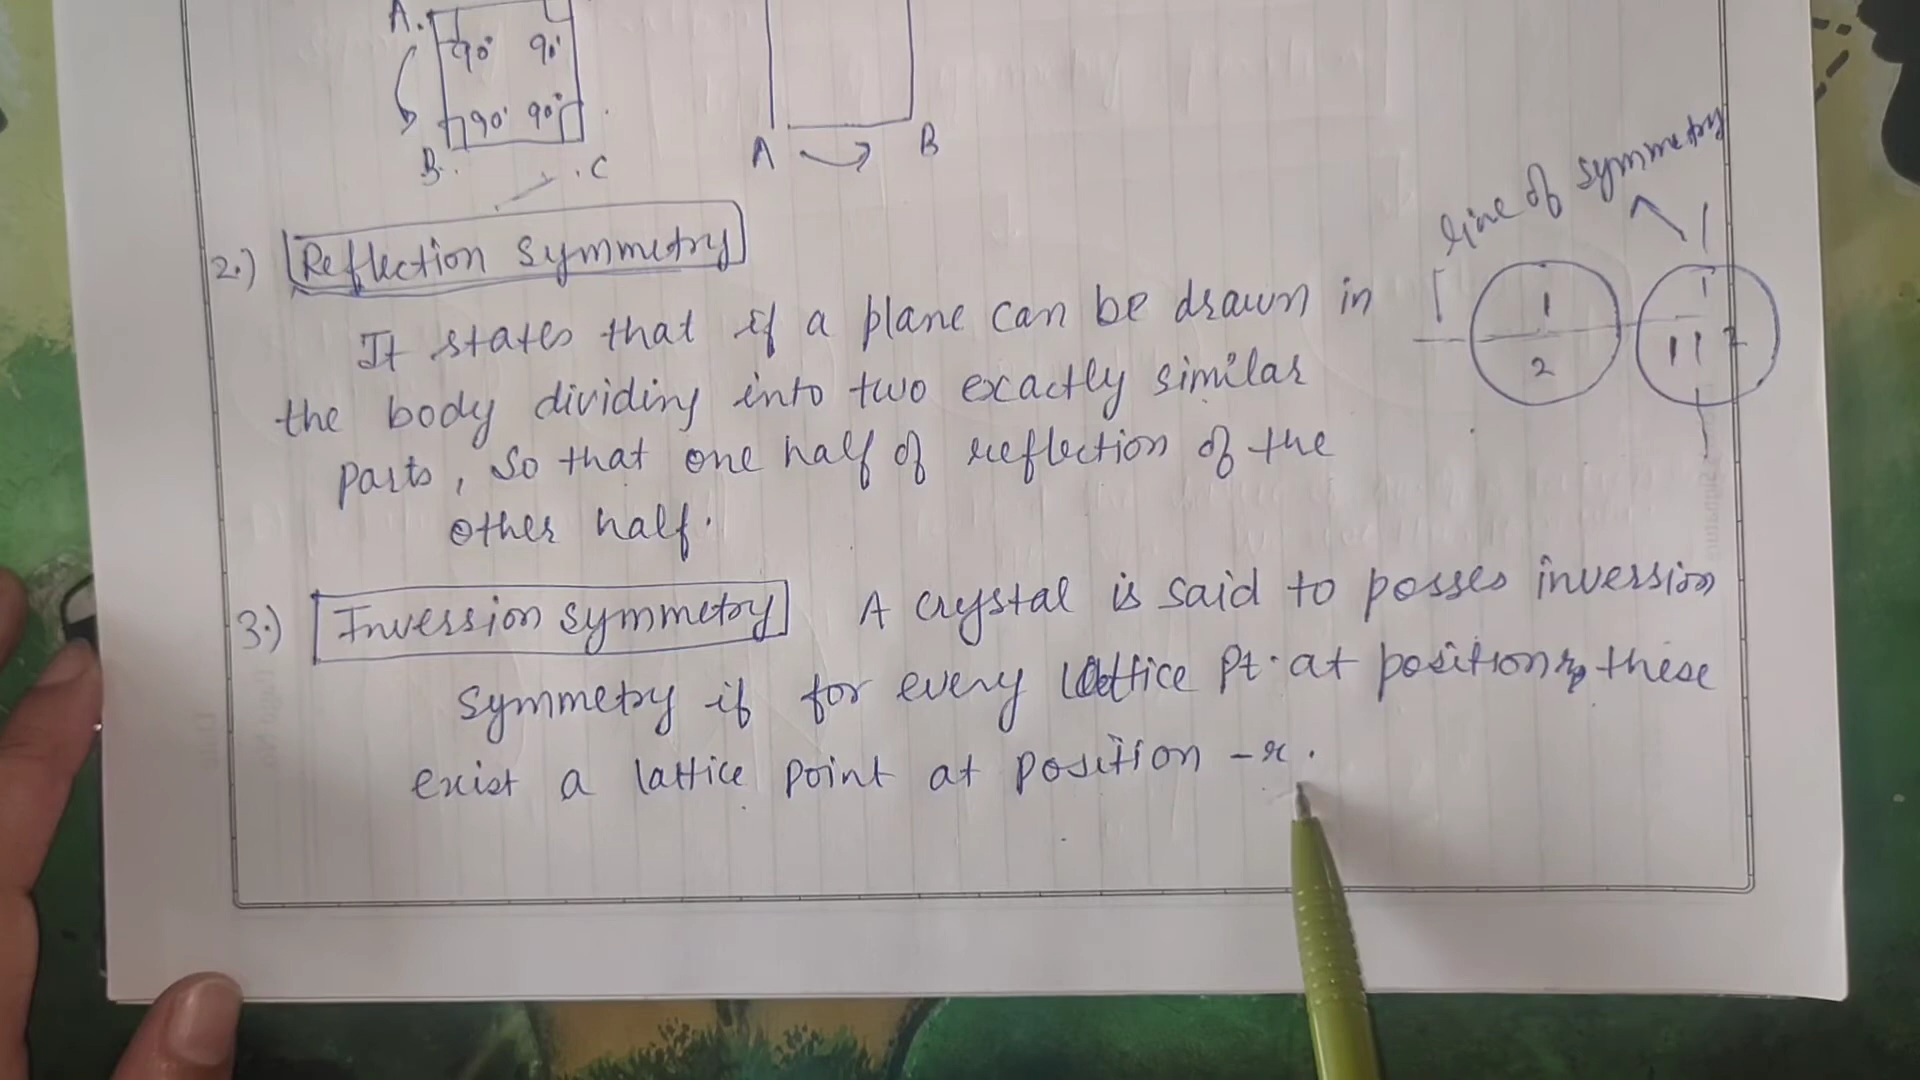 A.
90° 90°
90° 90°
B. .C
A B
line of symmetry
2.) Reflection symmetry
It states that if a plane can be drawn in
1 1
2 1 2
the body dividing into two exactly similar
parts, so that one half of reflection of the
other half.
3.) Inversion symmetry A crystal is said to posses inversion
symmetry if for every lattice pt. at position r, there
exist a lattice point at position -r.